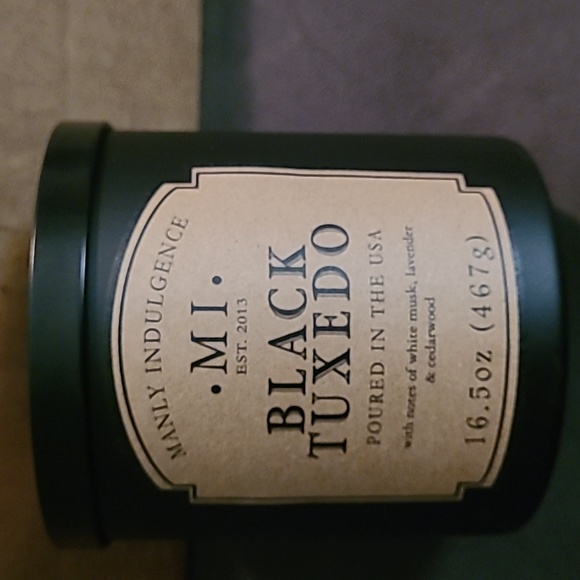 MANLY INDULGENCE
·MI·
EST. 2013
BLACK
TUXEDO
POURED IN THE USA
with notes of white musk, lavender
& cedarwood
16.5oz (467g)